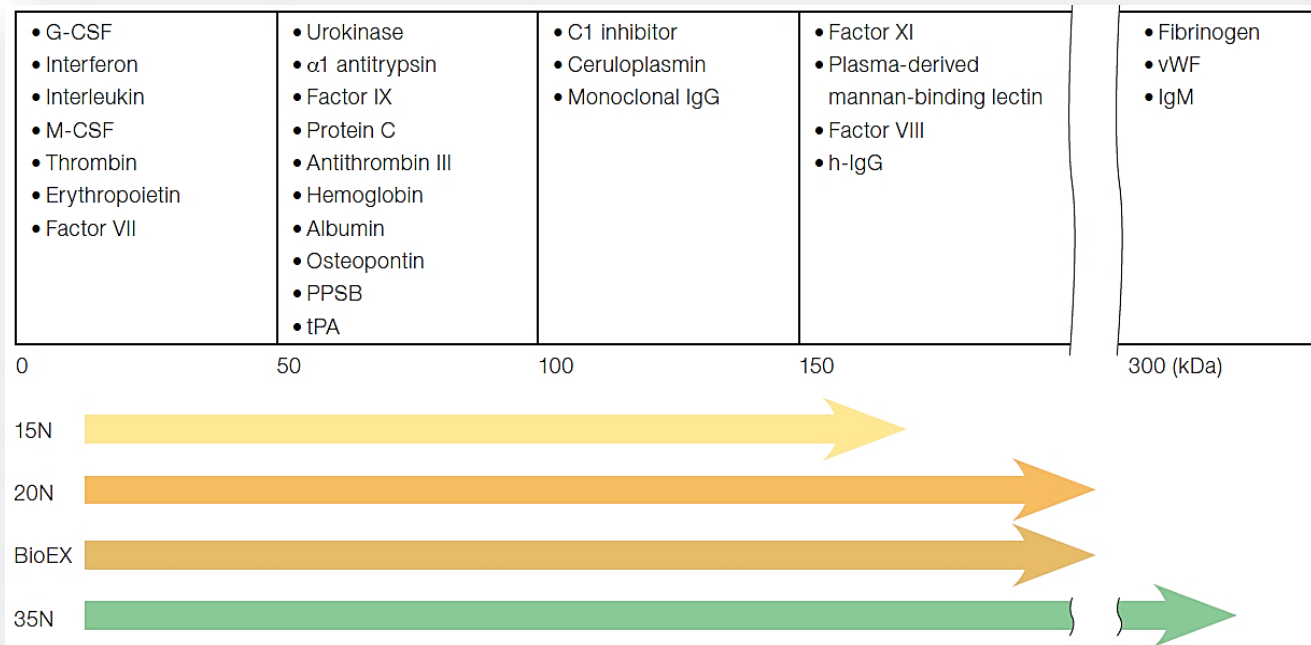 • G-CSF
• Interferon
• Interleukin
• M-CSF
• Thrombin
• Erythropoietin
• Factor VII
• Urokinase
• α1 antitrypsin
• Factor IX
• Protein C
• Antithrombin III
• Hemoglobin
• Albumin
• Osteopontin
• PPSB
• tPA
• C1 inhibitor
• Ceruloplasmin
• Monoclonal IgG
• Factor XI
• Plasma-derived
mannan-binding lectin
• Factor VIII
• h-IgG
• Fibrinogen
• vWF
• IgM
0 50 100 150 300 (kDa)
15N
20N
BioEX
35N